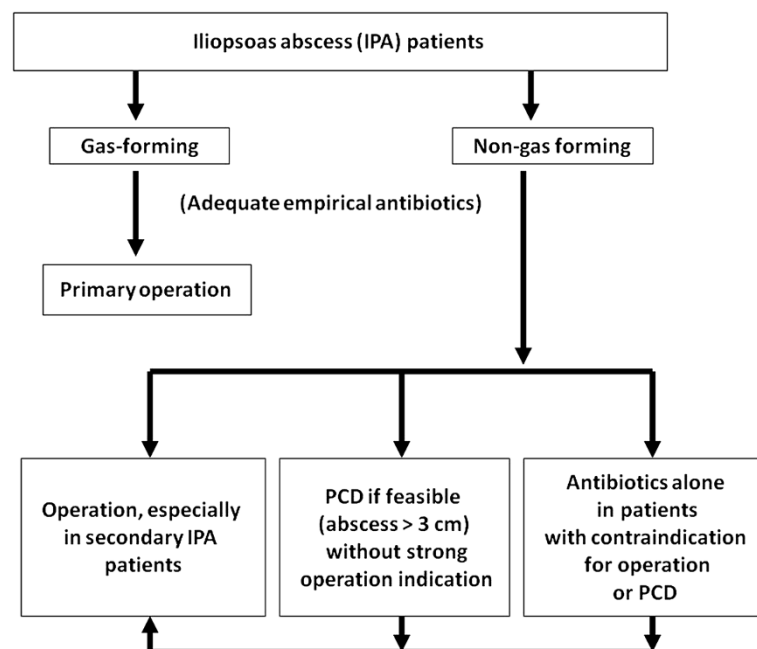 Iliopsoas abscess (IPA) patients
Gas-forming
Non-gas forming
(Adequate empirical antibiotics)
Primary operation
Operation, especially
in secondary IPA
patients
PCD if feasible
(abscess > 3 cm)
without strong
operation indication
Antibiotics alone
in patients
with contraindication
for operation
or PCD